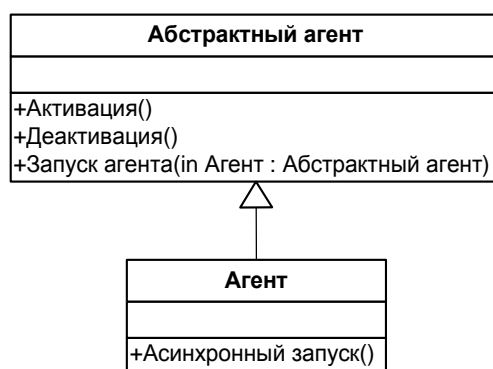 Абстрактный агент
+Активация()
+Деактивация()
+Запуск агента(in Агент : Абстрактный агент)
Агент
+Асинхронный запуск()